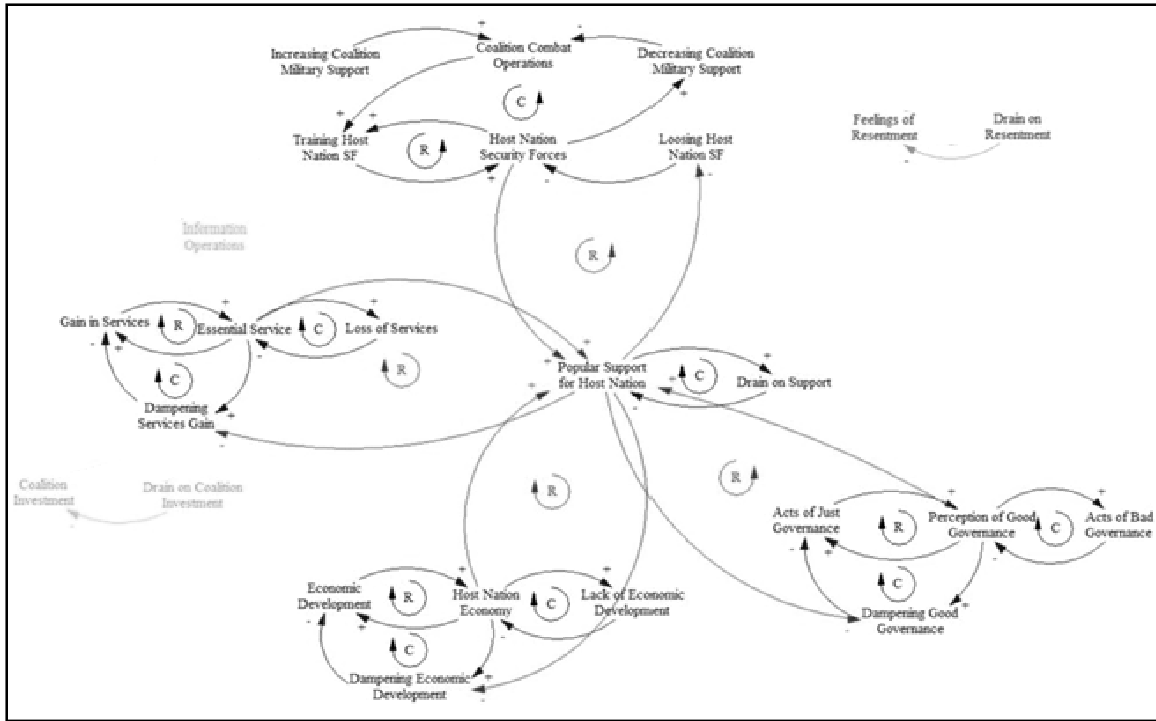 Increasing Coalition
Military Support
+
Coalition Combat
Operations
-
Decreasing Coalition
Military Support
+
C
+
+
Training Host
Nation SF
R
Host Nation
Security Forces
+
-
Loosing Host
Nation SF
-
Feelings of
Resentment
-
Drain on
Resentment
Information
Operations
R
Gain in Services
-
+
R
+
Essential Service
-
C
+
Loss of Services
R
C
Dampening
Services Gain
+
-
+
+
Popular Support
for Host Nation
+
+
-
C
+
Drain on Support
Coalition
Investment
-
Drain on Coalition
Investment
R
R
Acts of Just
Governance
-
+
R
+
Perception of Good
Governance
-
C
+
Acts of Bad
Governance
C
Dampening Good
Governance
+
-
Economic
Development
-
+
R
+
Host Nation
Economy
-
C
+
Lack of Economic
Development
C
Dampening Economic
Development
+
-